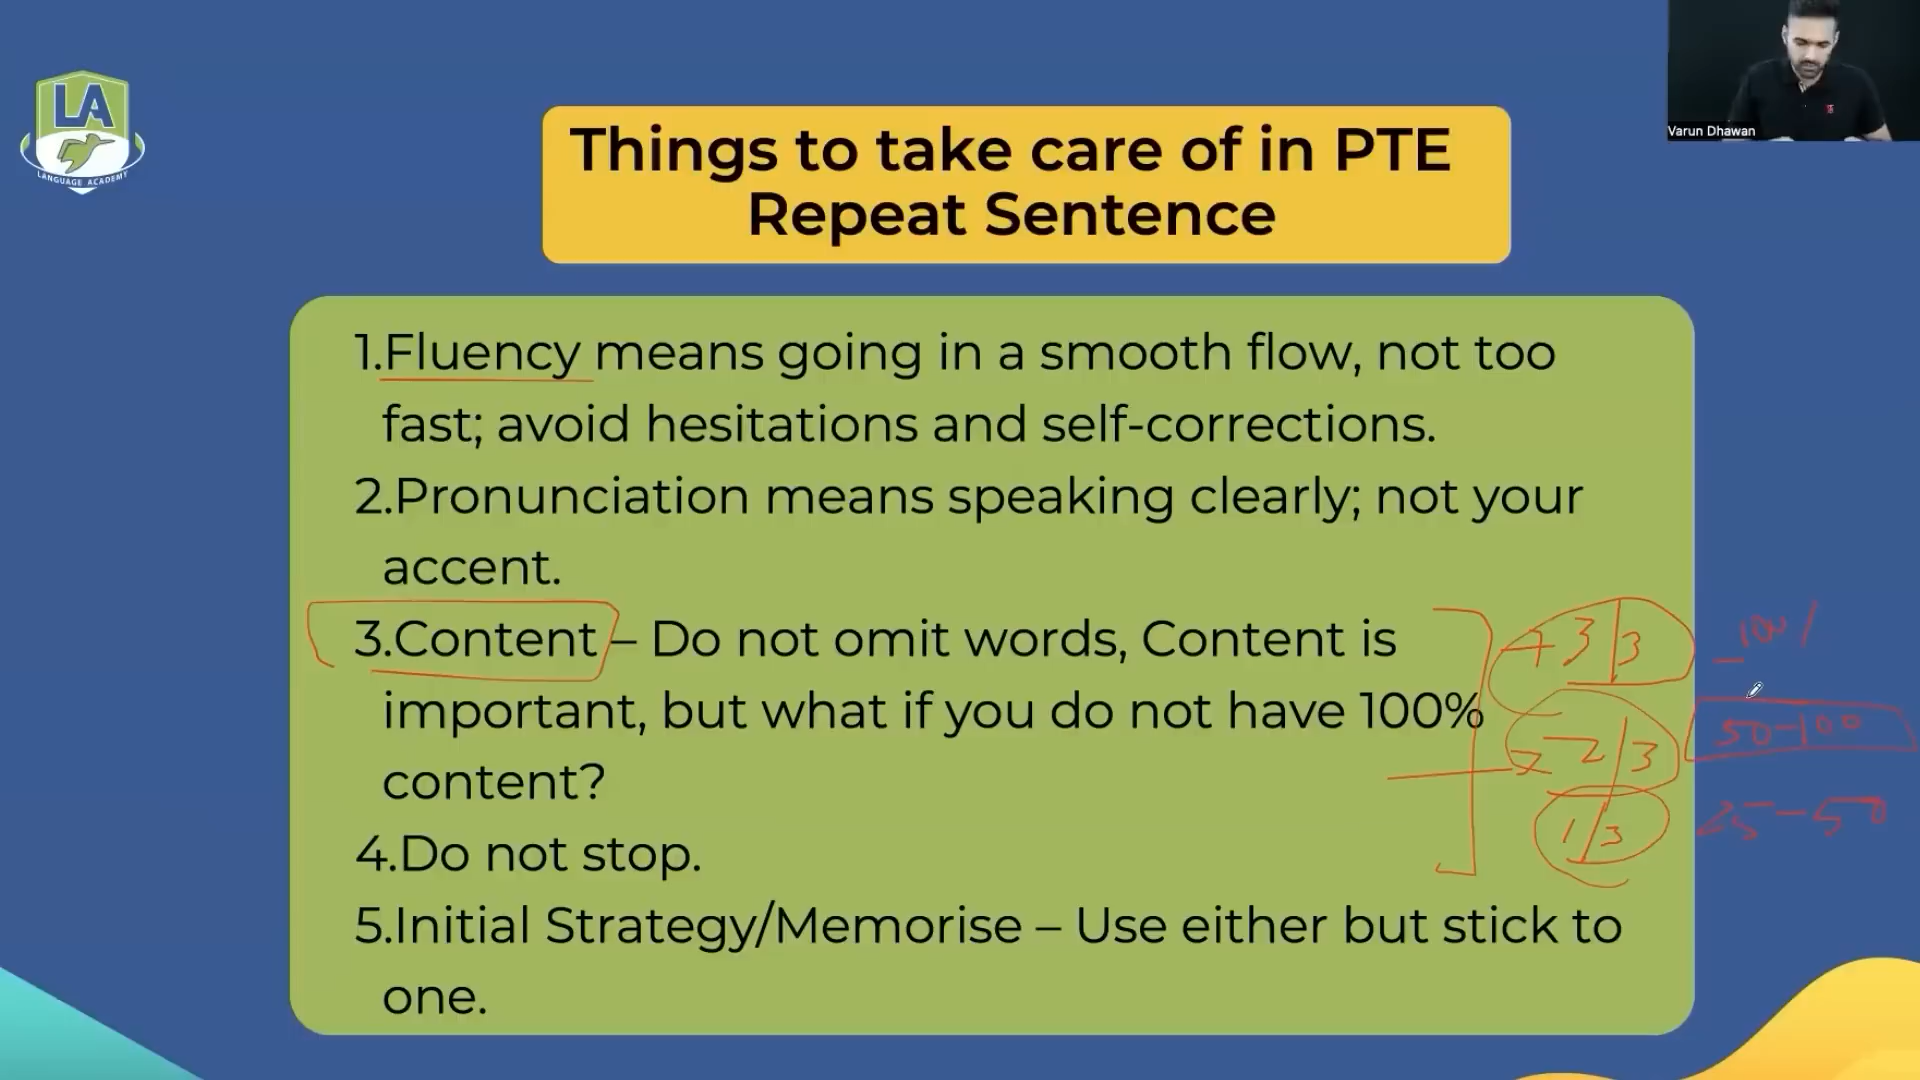 LA
LANGUAGE ACADEMY
Varun Dhawan
Things to take care of in PTE
Repeat Sentence
1.Fluency means going in a smooth flow, not too
fast; avoid hesitations and self-corrections.
2.Pronunciation means speaking clearly; not your
accent.
3.Content – Do not omit words, Content is
important, but what if you do not have 100%
content?
4.Do not stop.
5.Initial Strategy/Memorise – Use either but stick to
one.
3/3
100/
2/3
50-100
1/3
25-50